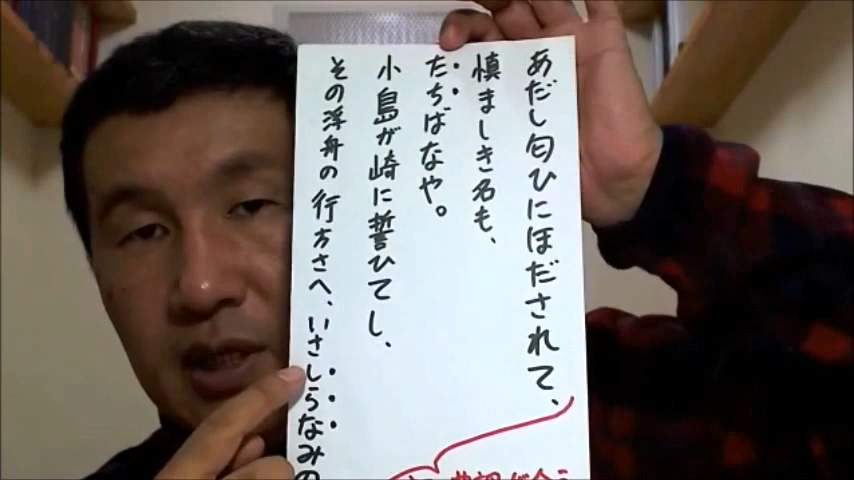 あだし匂ひにほだされて、
慎ましき名も、
たちばなや。
小島が崎に誓ひてし、
その浮舟の行方さへ、いさしらなみの